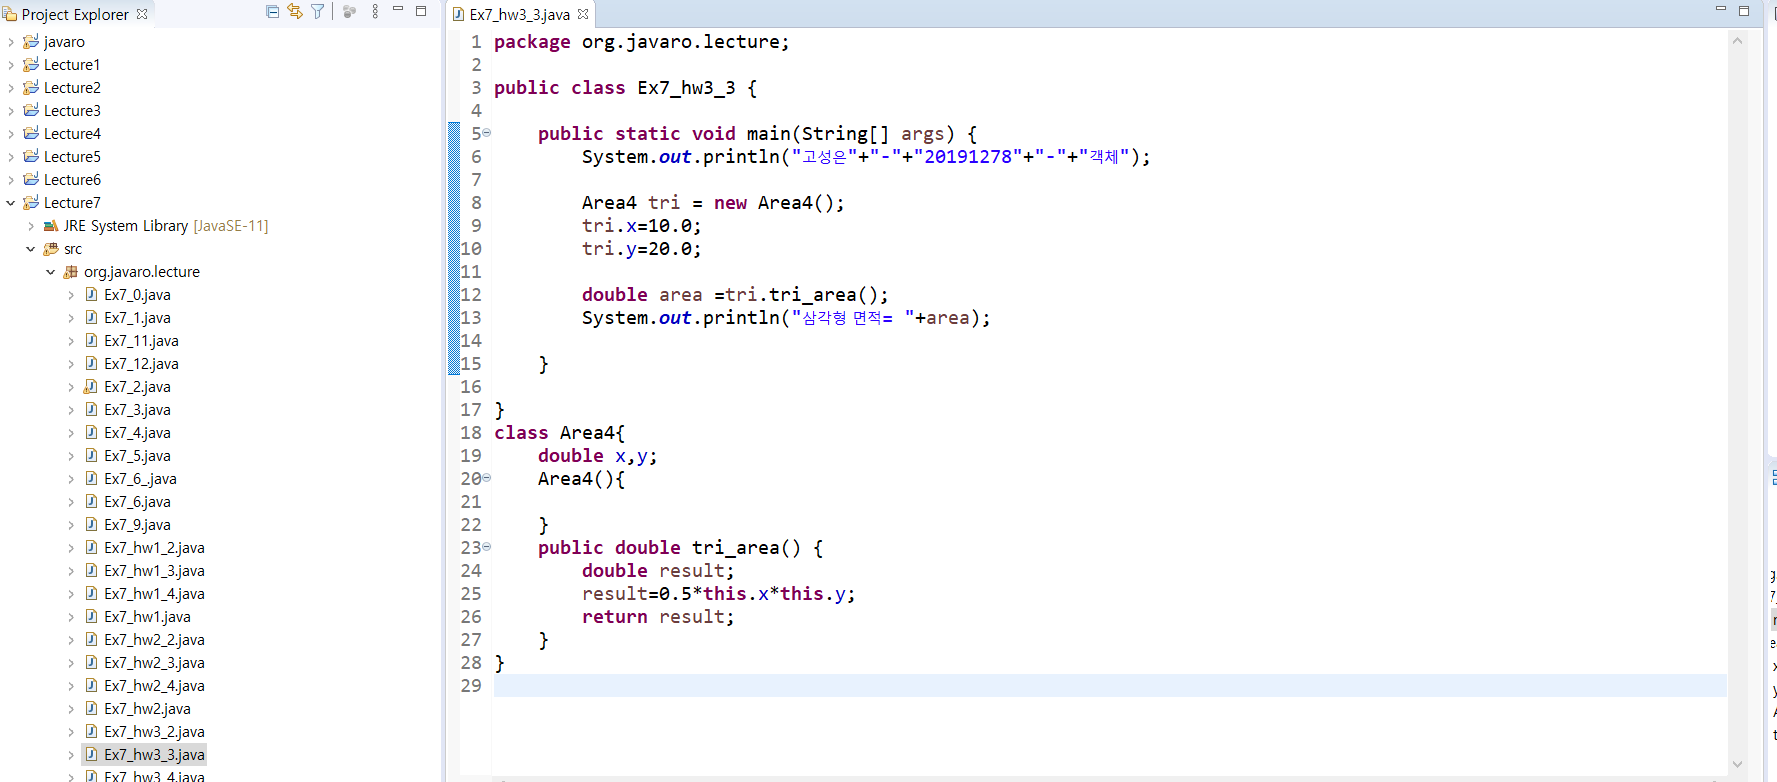 Project Explorer
javaro
Lecture1
Lecture2
Lecture3
Lecture4
Lecture5
Lecture6
Lecture7
JRE System Library [JavaSE-11]
src
org.javaro.lecture
Ex7_0.java
Ex7_1.java
Ex7_11.java
Ex7_12.java
Ex7_2.java
Ex7_3.java
Ex7_4.java
Ex7_5.java
Ex7_6_.java
Ex7_6.java
Ex7_9.java
Ex7_hw1_2.java
Ex7_hw1_3.java
Ex7_hw1_4.java
Ex7_hw1.java
Ex7_hw2_2.java
Ex7_hw2_3.java
Ex7_hw2_4.java
Ex7_hw2.java
Ex7_hw3_2.java
Ex7_hw3_3.java
Ex7_hw3_4.java
Ex7_hw3_3.java
1 package org.javaro.lecture;
2
3 public class Ex7_hw3_3 {
4
5 public static void main(String[] args) {
6 System.out.println("고성은"+"-"+"20191278"+"-"+"객체");
7
8 Area4 tri = new Area4();
9 tri.x=10.0;
10 tri.y=20.0;
11
12 double area =tri.tri_area();
13 System.out.println("삼각형 면적= "+area);
14
15 }
16
17 }
18 class Area4{
19 double x,y;
20 Area4(){
21
22 }
23 public double tri_area() {
24 double result;
25 result=0.5*this.x*this.y;
26 return result;
27 }
28 }
29